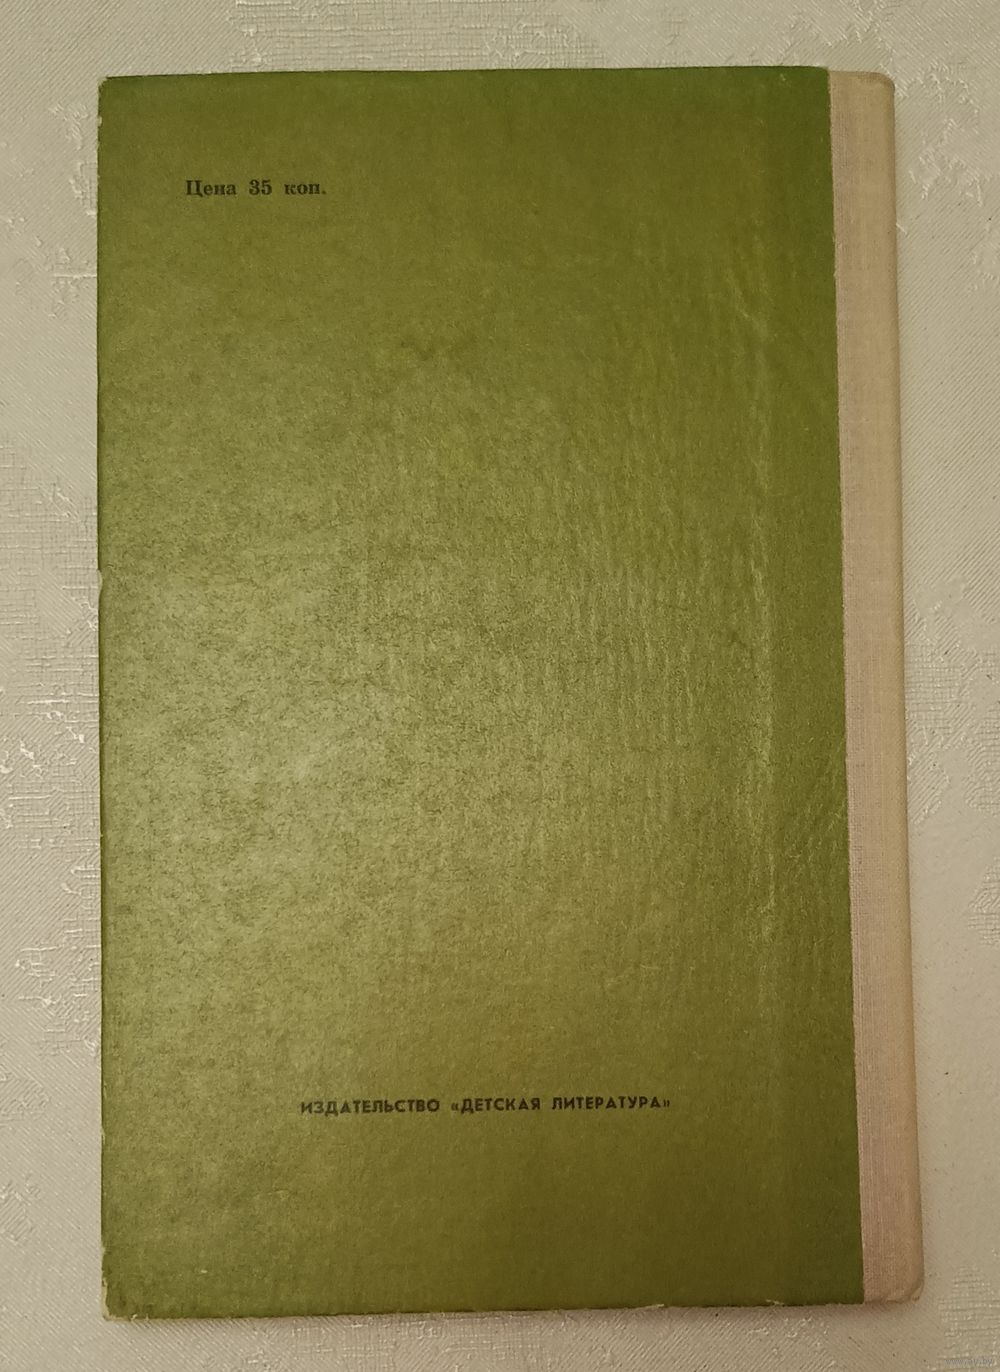 Цена 35 коп.
ИЗДАТЕЛЬСТВО «ДЕТСКАЯ ЛИТЕРАТУРА»